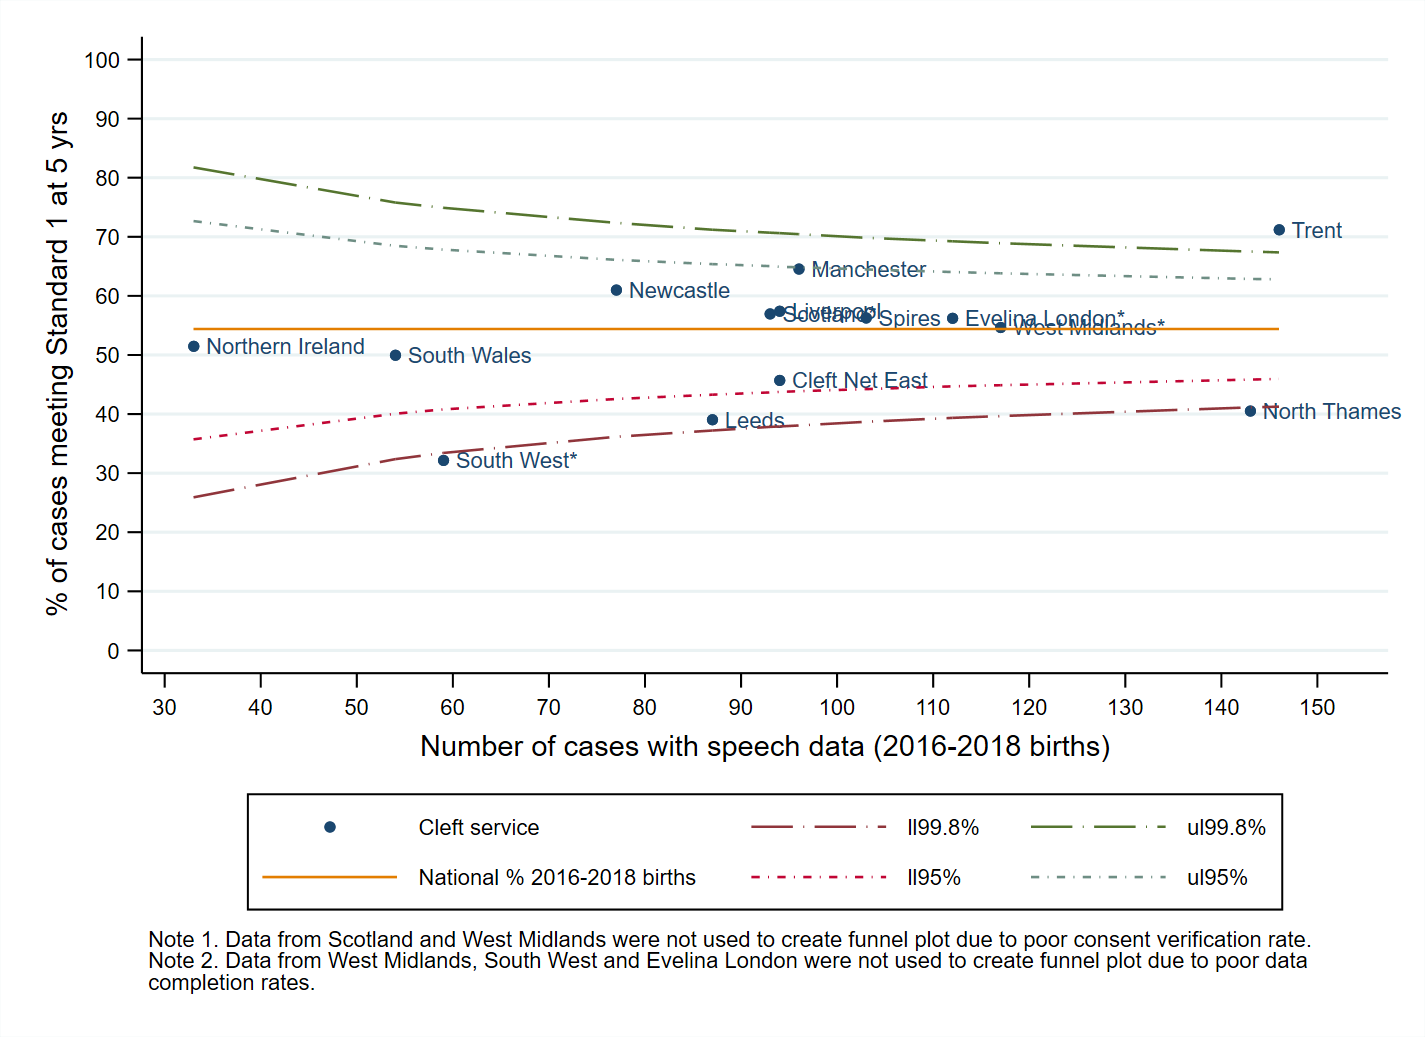 % of cases meeting Standard 1 at 5 yrs
100
90
80
70
60
50
40
30
20
10
0
Trent
Manchester
Newcastle
Liverpool
Scotland*
Spires
Evelina London*
West Midlands*
Northern Ireland
South Wales
Cleft Net East
North Thames
Leeds
South West*
30 40 50 60 70 80 90 100 110 120 130 140 150
Number of cases with speech data (2016-2018 births)
Cleft service ll99.8% ul99.8%
National % 2016-2018 births ll95% ul95%
Note 1. Data from Scotland and West Midlands were not used to create funnel plot due to poor consent verification rate.
Note 2. Data from West Midlands, South West and Evelina London were not used to create funnel plot due to poor data
completion rates.